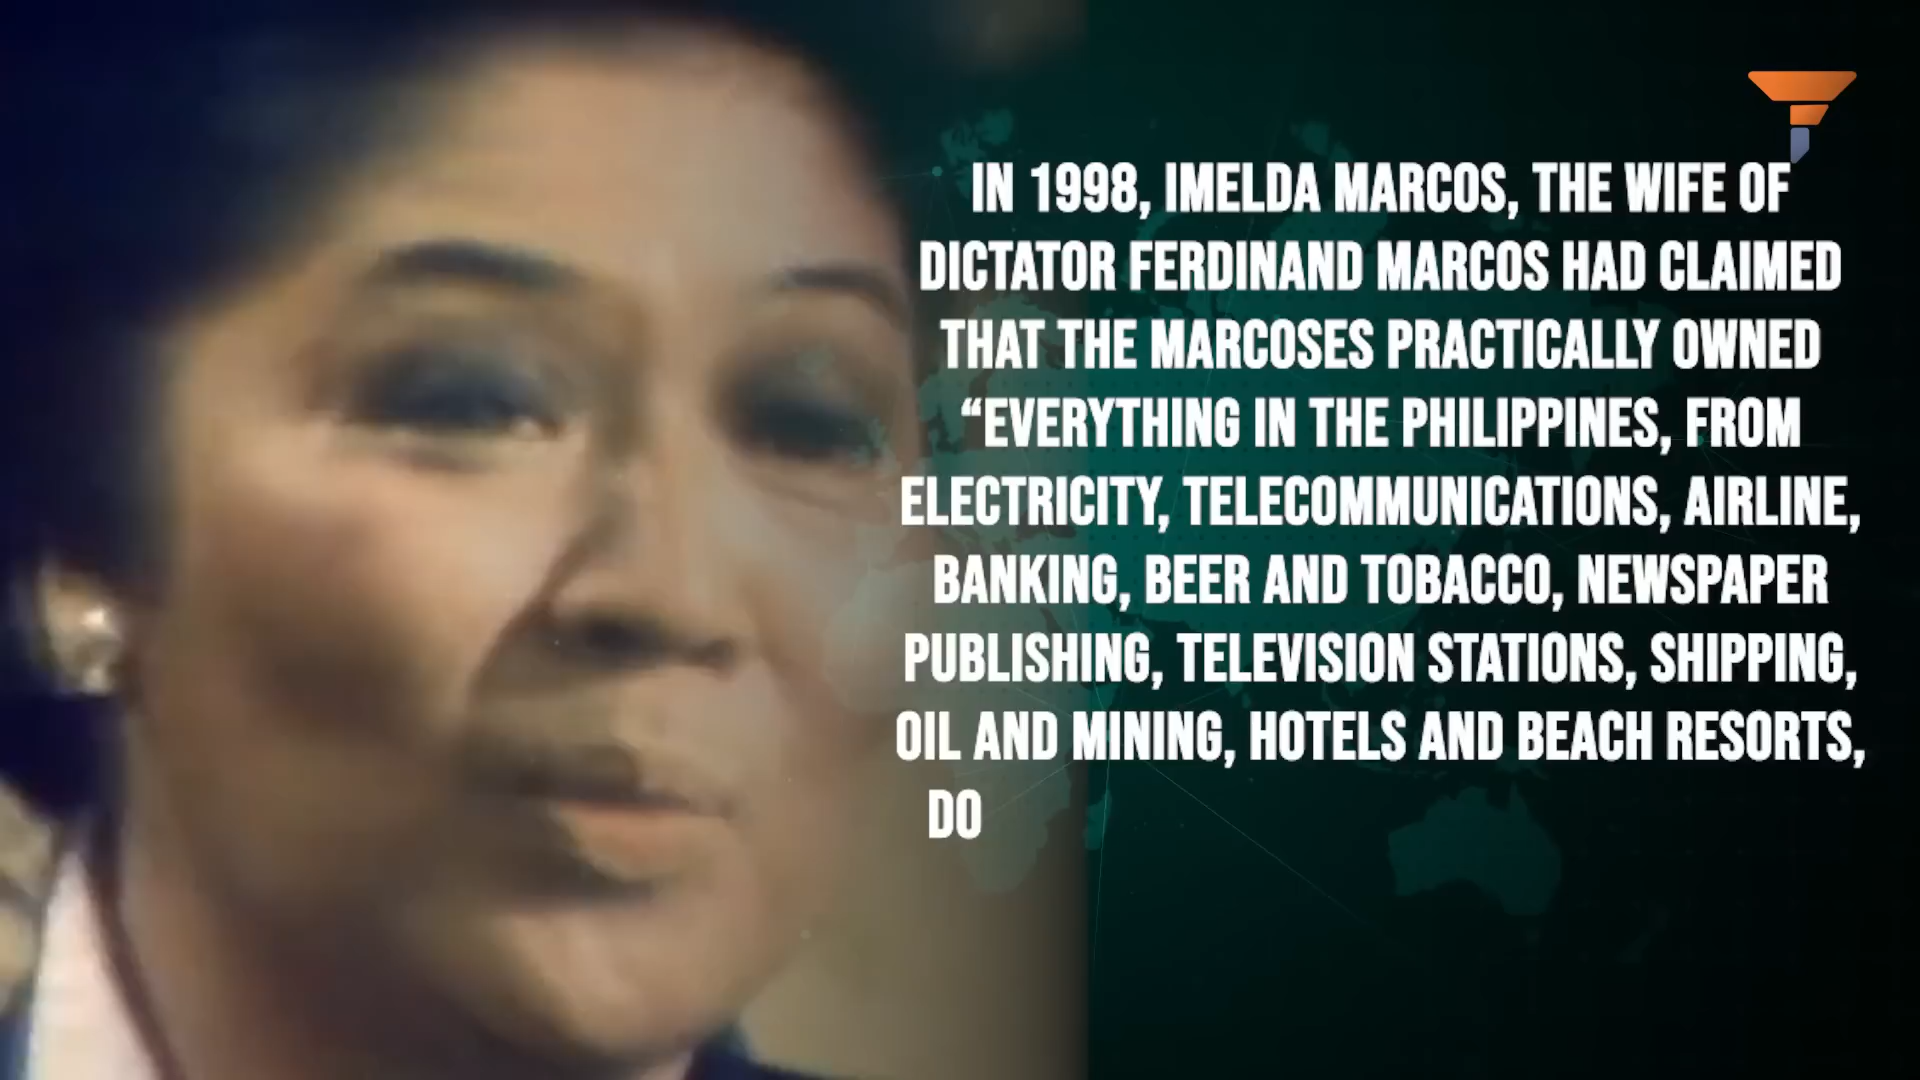 IN 1998, IMELDA MARCOS, THE WIFE OF
DICTATOR FERDINAND MARCOS HAD CLAIMED
THAT THE MARCOSES PRACTICALLY OWNED
“EVERYTHING IN THE PHILIPPINES, FROM
ELECTRICITY, TELECOMMUNICATIONS, AIRLINE,
BANKING, BEER AND TOBACCO, NEWSPAPER
PUBLISHING, TELEVISION STATIONS, SHIPPING,
OIL AND MINING, HOTELS AND BEACH RESORTS,
DO